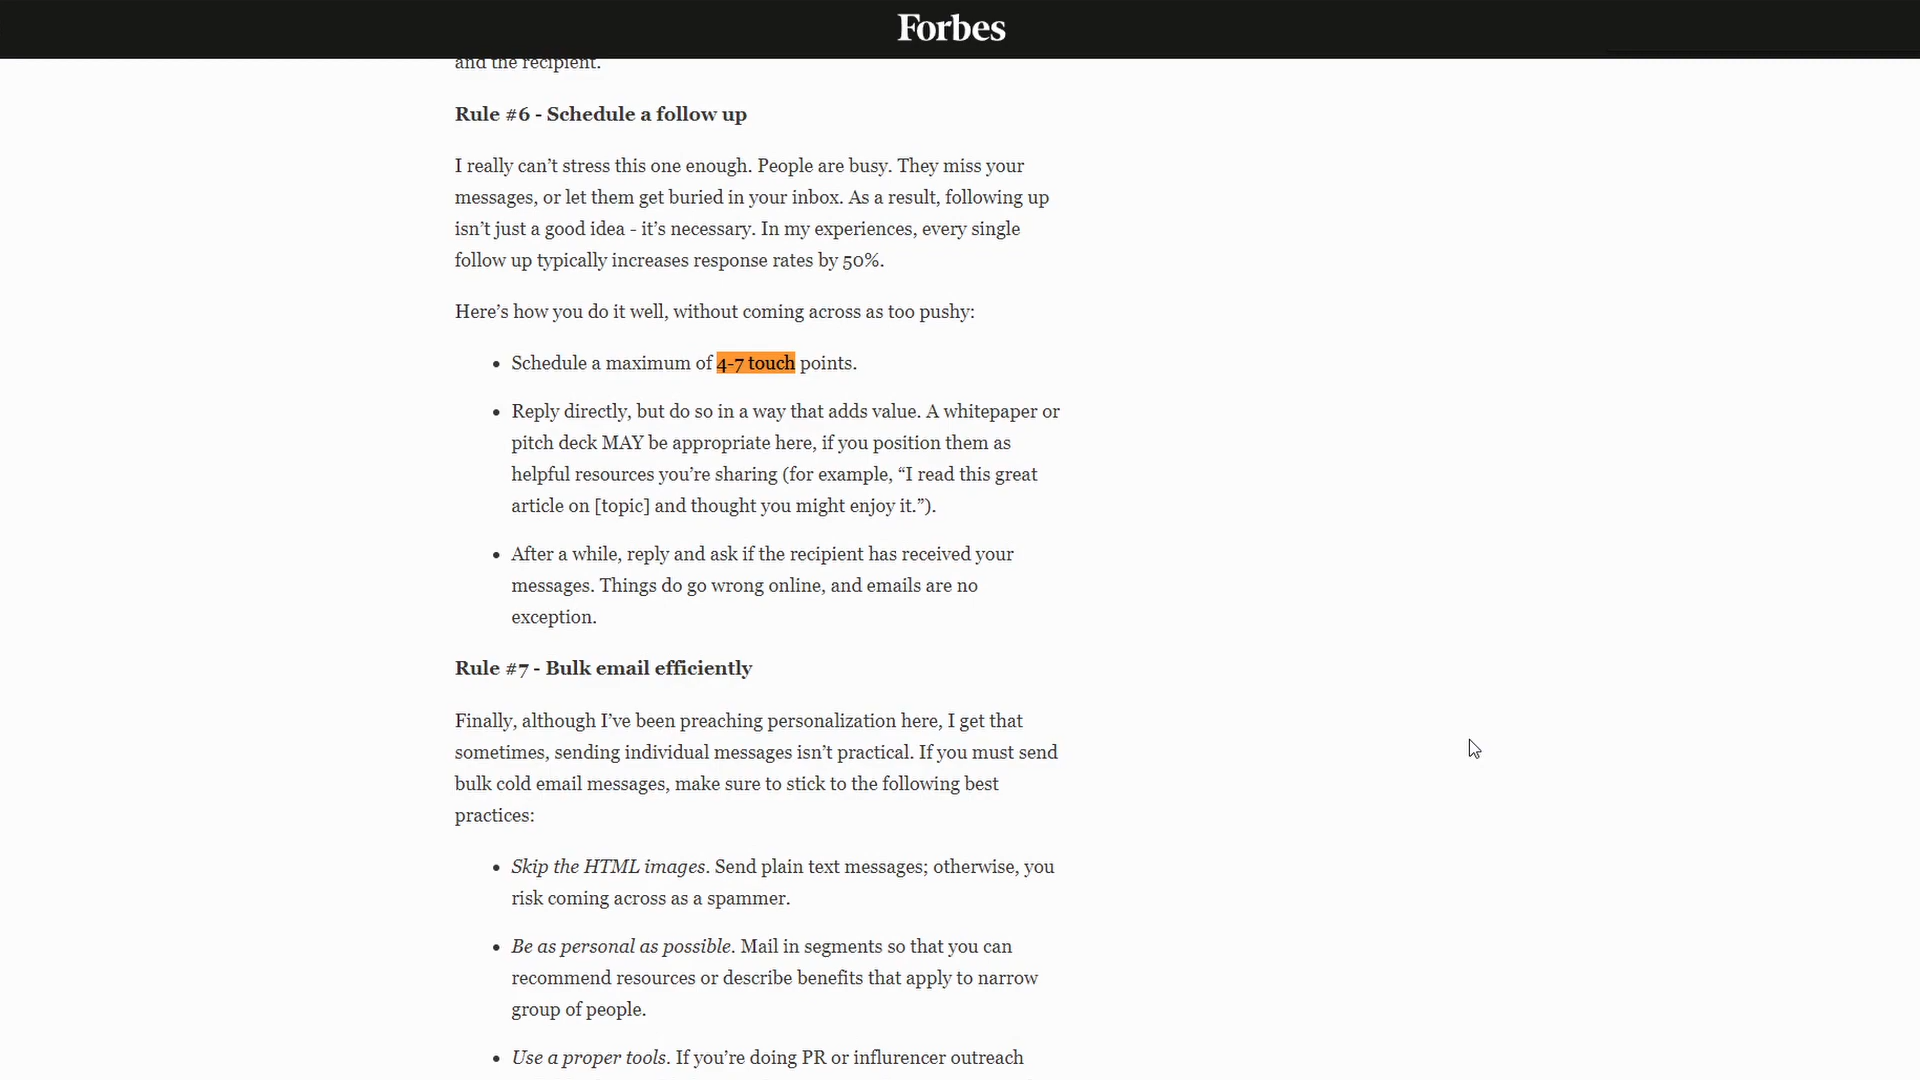 Forbes
and the recipient.
Rule #6 - Schedule a follow up
I really can’t stress this one enough. People are busy. They miss your
messages, or let them get buried in your inbox. As a result, following up
isn’t just a good idea - it’s necessary. In my experiences, every single
follow up typically increases response rates by 50%.
Here’s how you do it well, without coming across as too pushy:
• Schedule a maximum of 4-7 touch points.
• Reply directly, but do so in a way that adds value. A whitepaper or
pitch deck MAY be appropriate here, if you position them as
helpful resources you’re sharing (for example, “I read this great
article on [topic] and thought you might enjoy it.”).
• After a while, reply and ask if the recipient has received your
messages. Things do go wrong online, and emails are no
exception.
Rule #7 - Bulk email efficiently
Finally, although I’ve been preaching personalization here, I get that
sometimes, sending individual messages isn’t practical. If you must send
bulk cold email messages, make sure to stick to the following best
practices:
• Skip the HTML images. Send plain text messages; otherwise, you
risk coming across as a spammer.
• Be as personal as possible. Mail in segments so that you can
recommend resources or describe benefits that apply to narrow
group of people.
• Use a proper tools. If you’re doing PR or influrencer outreach